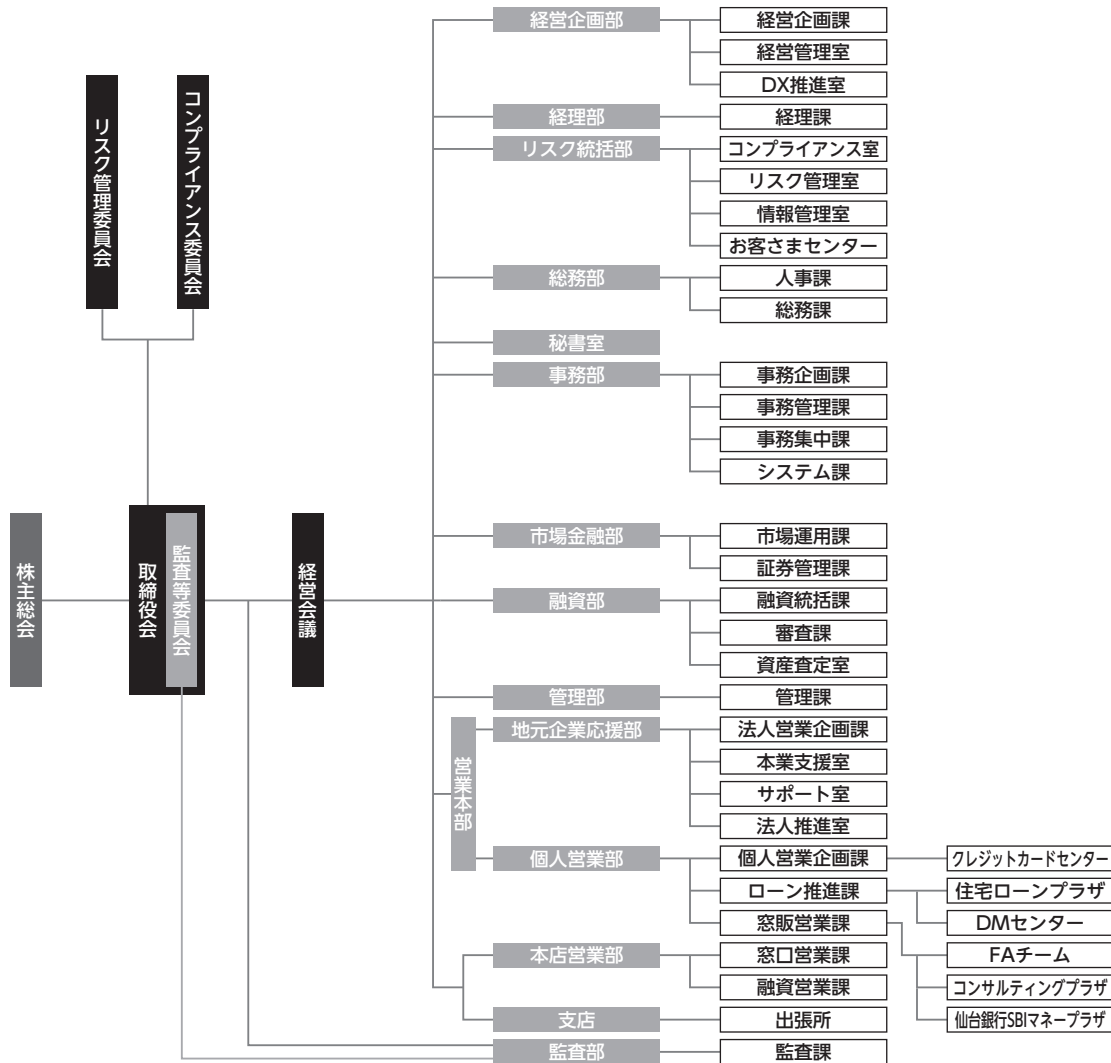 株主総会
取締役会
監査等委員会
リスク管理委員会
コンプライアンス委員会
経営会議
経営企画部
経営企画課
経営管理室
DX推進室
経理部
経理課
リスク統括部
コンプライアンス室
リスク管理室
情報管理室
お客さまセンター
総務部
人事課
総務課
秘書室
事務部
事務企画課
事務管理課
事務集中課
システム課
市場金融部
市場運用課
証券管理課
融資部
融資統括課
審査課
資産査定室
管理部
管理課
営業本部
地元企業応援部
法人営業企画課
本業支援室
サポート室
法人推進室
個人営業部
個人営業企画課
クレジットカードセンター
ローン推進課
住宅ローンプラザ
DMセンター
窓販営業課
FAチーム
コンサルティングプラザ
仙台銀行SBIマネープラザ
本店営業部
窓口営業課
融資営業課
支店
出張所
監査部
監査課